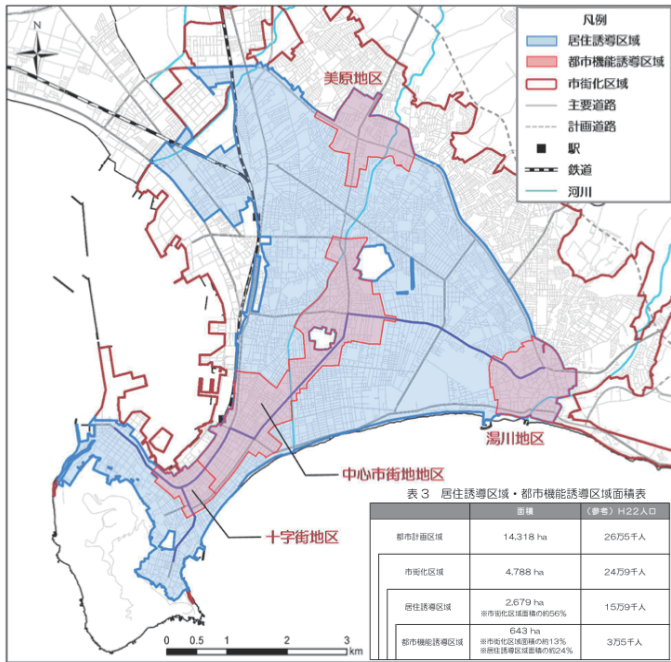 凡例
居住誘導区域
都市機能誘導区域
市街化区域
主要道路
計画道路
駅
鉄道
河川
N
美原地区
湯川地区
中心市街地地区
十字街地区
表3 居住誘導区域・都市機能誘導区域面積表
面積 (参考)H22人口
都市計画区域 14,318 ha 26万5千人
市街化区域 4,788 ha 24万9千人
居住誘導区域 2,679 ha 15万9千人
※市街化区域面積の約56%
都市機能誘導区域 643 ha 3万5千人
※市街化区域面積の約13%
※居住誘導区域面積の約24%
0 0.5 1 2 3
km